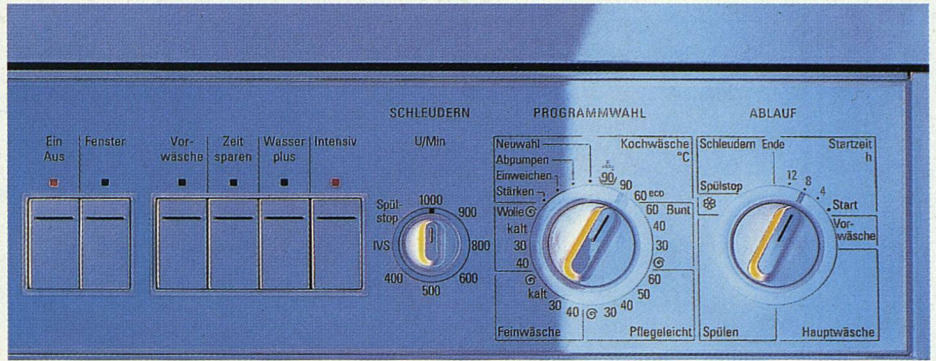 Ein
Aus
Fenster
Vor-
wäsche
Zeit
sparen
Wasser
plus
Intensiv
SCHLEUDERN
U/Min
Spül-
stop
1000
900
800
600
500
400
IVS
PROGRAMMWAHL
Neuwahl
Abpumpen
Einweichen
Stärken
Kochwäsche
°C
90
90
60 eco
60 Bunt
40
30
60
50
40
30
Pflegeleicht
Wolle
kalt
30
40
kalt
30
40
Feinwäsche
ABLAUF
Schleudern Ende
Startzeit
h
12
8
4
Start
Spülstop
Vor-
wäsche
Spülen
Hauptwäsche